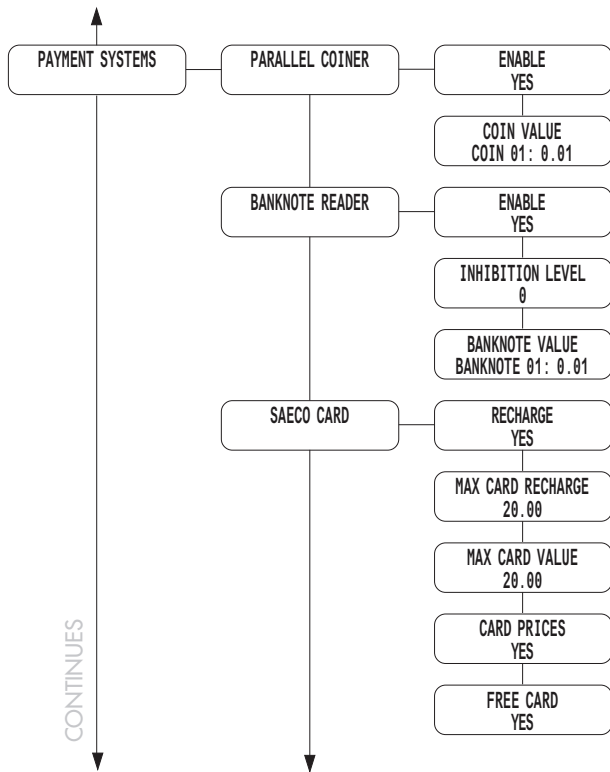 PAYMENT SYSTEMS
PARALLEL COINER
ENABLE
YES
COIN VALUE
COIN 01: 0.01
BANKNOTE READER
ENABLE
YES
INHIBITION LEVEL
0
BANKNOTE VALUE
BANKNOTE 01: 0.01
SAECO CARD
RECHARGE
YES
MAX CARD RECHARGE
20.00
MAX CARD VALUE
20.00
CARD PRICES
YES
FREE CARD
YES
CONTINUES